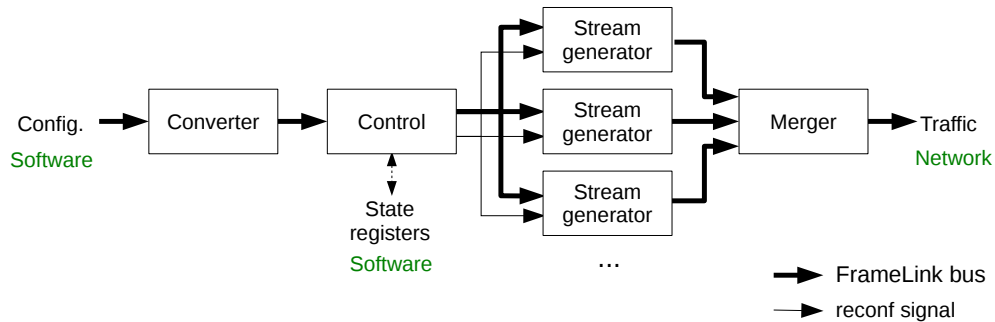 Stream
generator
Config.
Software
Converter
Control
Stream
generator
Merger
Traffic
Network
Stream
generator
State
registers
Software
...
FrameLink bus
reconf signal